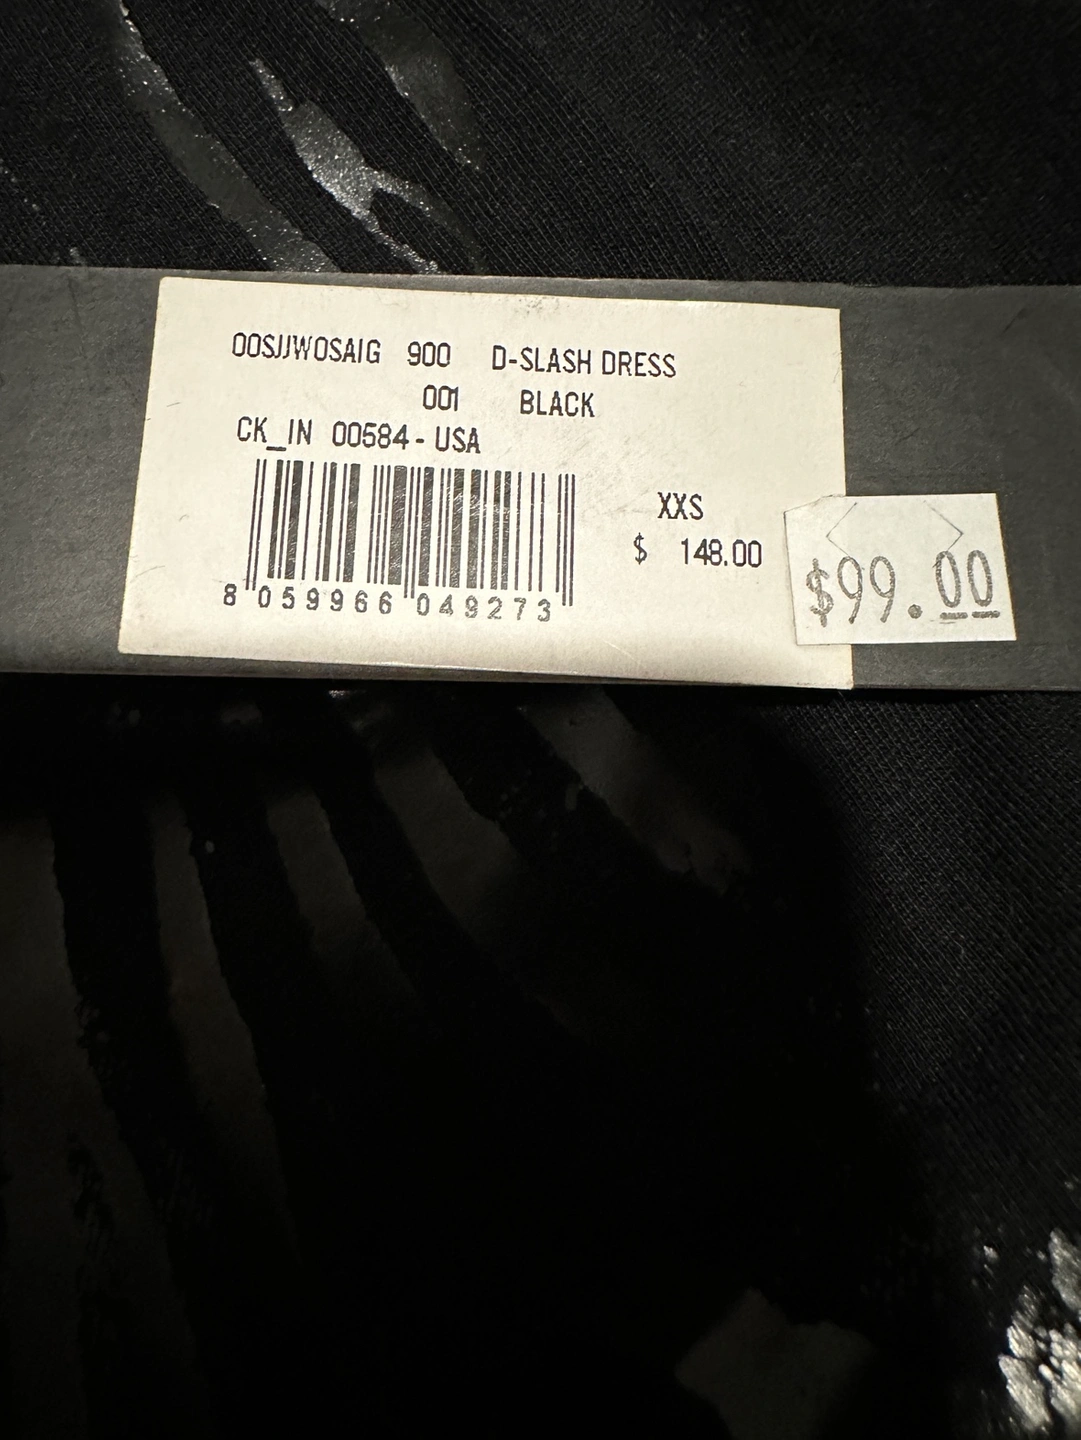 00SJJW0SAIG 900 D-SLASH DRESS
001 BLACK
CK_IN 00584 - USA
XXS
$ 148.00
8 059966 049273
$99.00